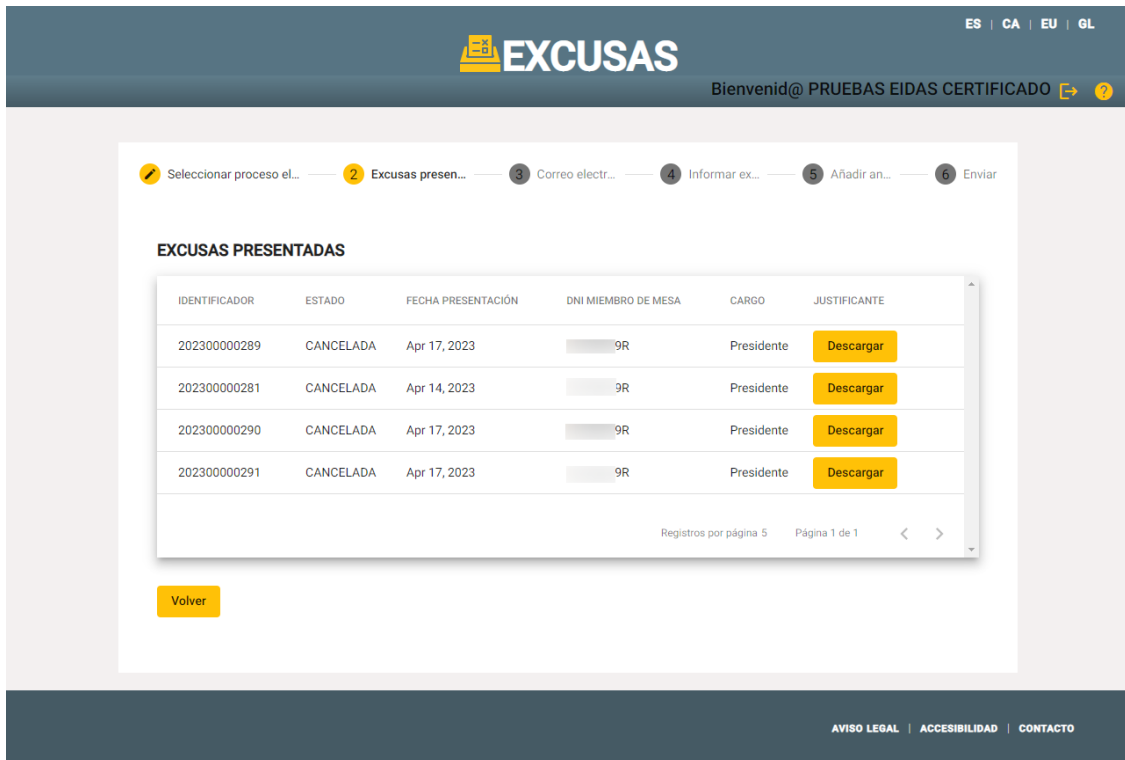 ES | CA | EU | GL
EXCUSAS
Bienvenid@ PRUEBAS EIDAS CERTIFICADO
Seleccionar proceso el... 2 Excusas presen... 3 Correo electr... 4 Informar ex... 5 Añadir an... 6 Enviar
EXCUSAS PRESENTADAS
IDENTIFICADOR ESTADO FECHA PRESENTACIÓN DNI MIEMBRO DE MESA CARGO JUSTIFICANTE
202300000289 CANCELADA Apr 17, 2023 9R Presidente Descargar
202300000281 CANCELADA Apr 14, 2023 9R Presidente Descargar
202300000290 CANCELADA Apr 17, 2023 9R Presidente Descargar
202300000291 CANCELADA Apr 17, 2023 9R Presidente Descargar
Registros por página 5 Página 1 de 1
Volver
AVISO LEGAL | ACCESIBILIDAD | CONTACTO